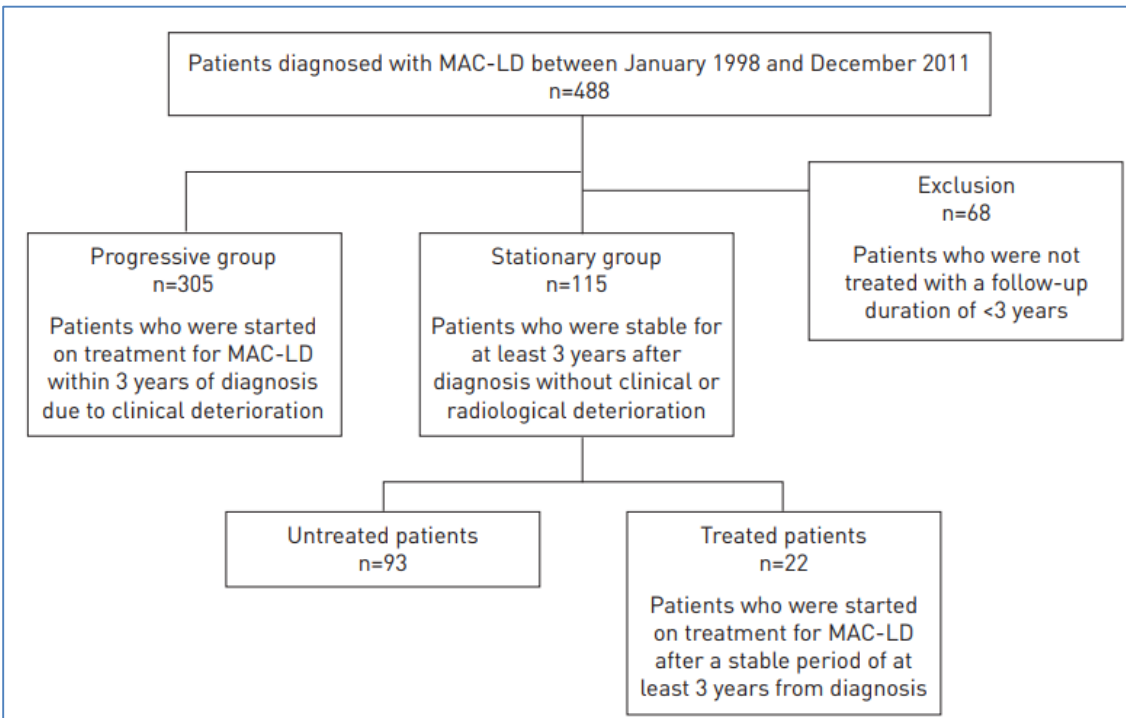 Patients diagnosed with MAC-LD between January 1998 and December 2011
n=488
Exclusion
n=68
Patients who were not
treated with a follow-up
duration of <3 years
Progressive group
n=305
Patients who were started
on treatment for MAC-LD
within 3 years of diagnosis
due to clinical deterioration
Stationary group
n=115
Patients who were stable for
at least 3 years after
diagnosis without clinical or
radiological deterioration
Untreated patients
n=93
Treated patients
n=22
Patients who were started
on treatment for MAC-LD
after a stable period of at
least 3 years from diagnosis